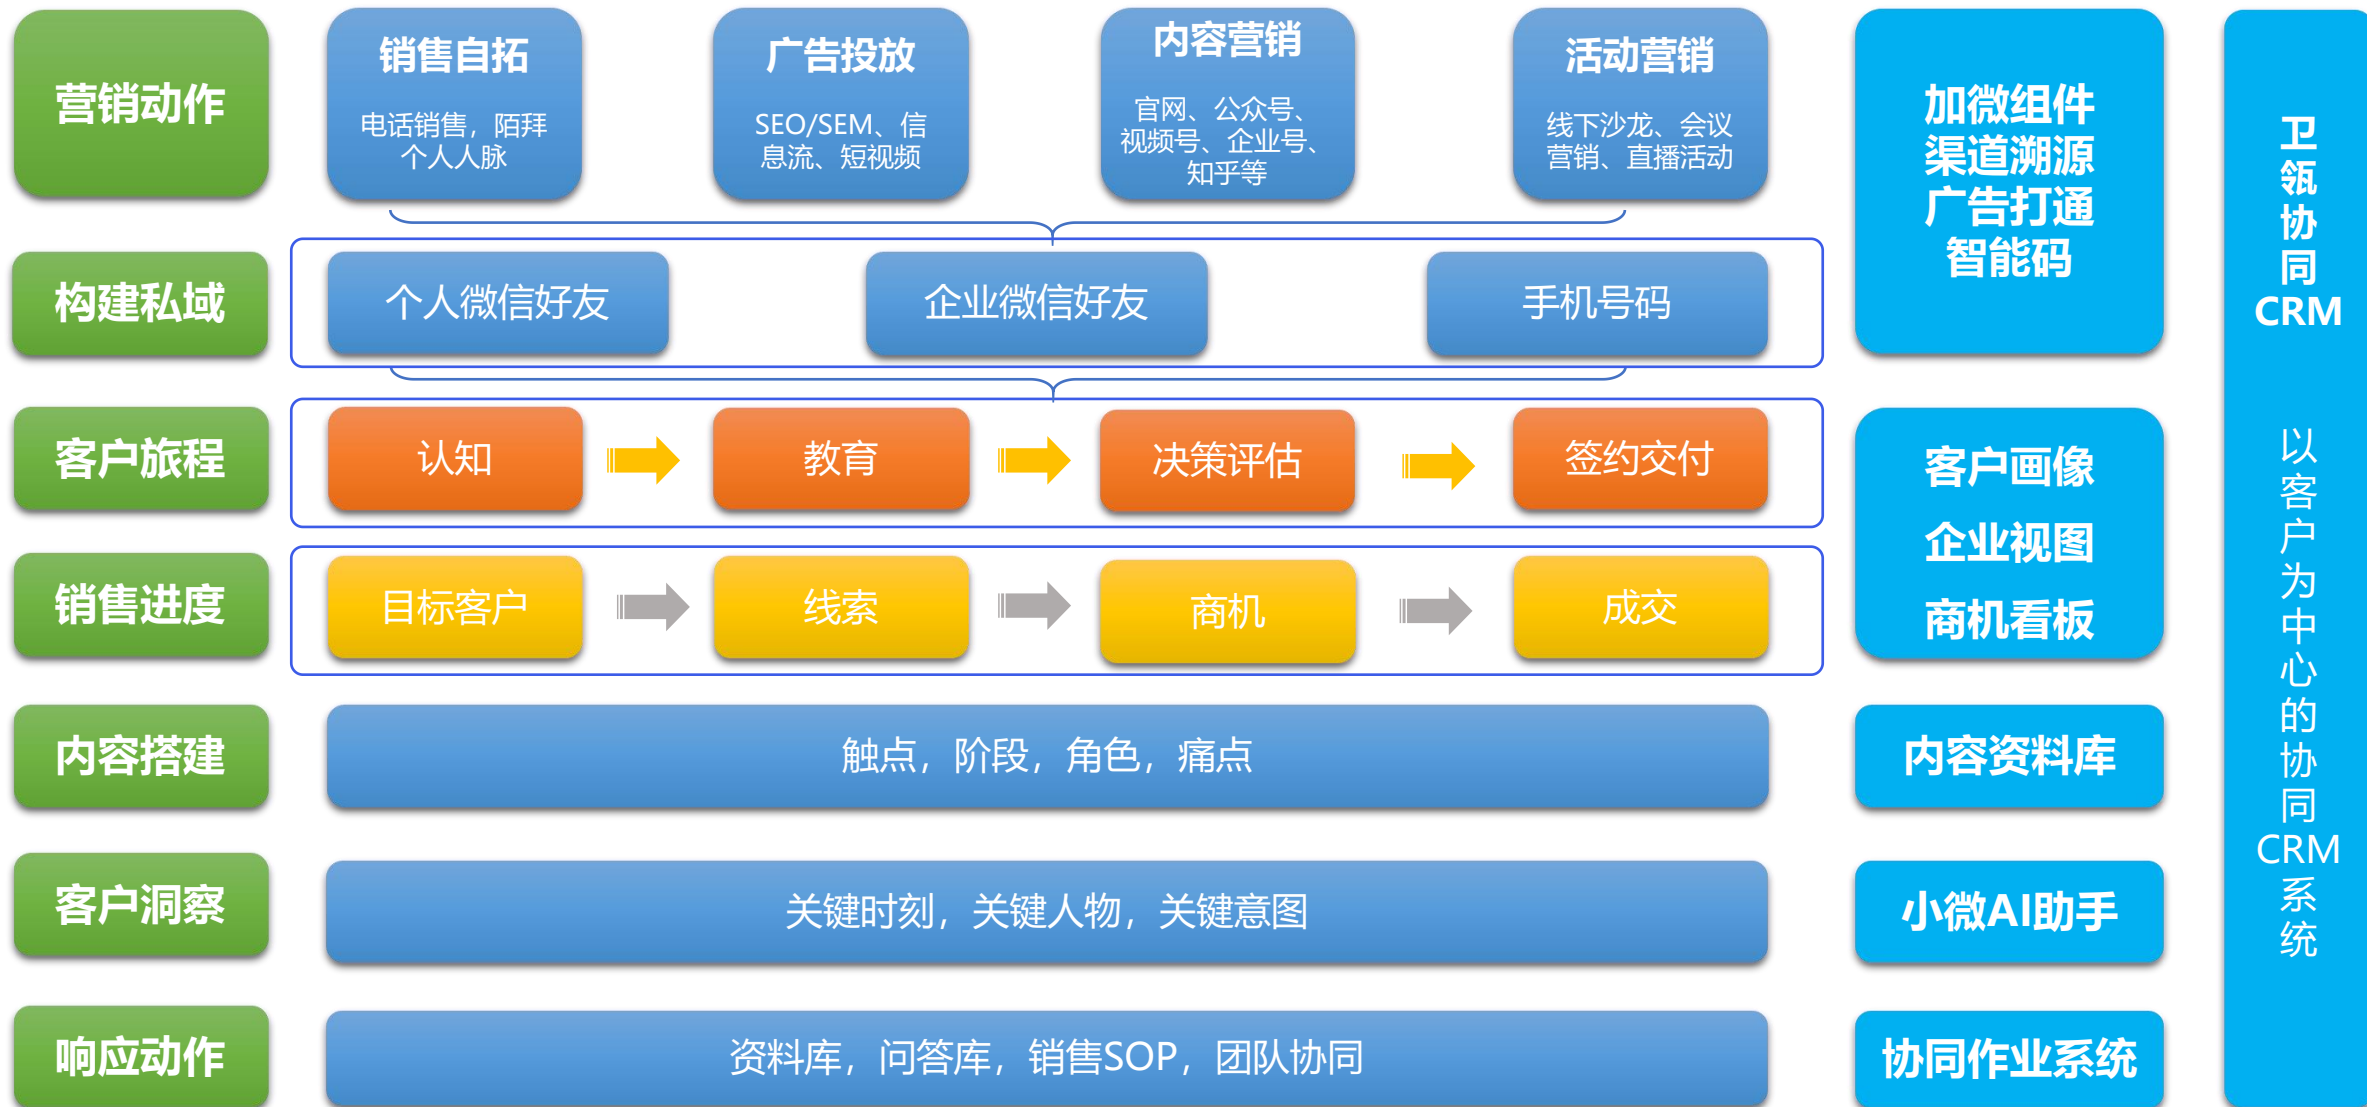 营销动作
销售自拓
电话销售，陌拜
个人人脉
广告投放
SEO/SEM、信
息流、短视频
内容营销
官网、公众号、
视频号、企业号、
知乎等
活动营销
线下沙龙、会议
营销、直播活动
加微组件
渠道溯源
广告打通
智能码
构建私域
个人微信好友
企业微信好友
手机号码
客户旅程
认知
教育
决策评估
签约交付
客户画像
企业视图
商机看板
销售进度
目标客户
线索
商机
成交
内容搭建
触点，阶段，角色，痛点
内容资料库
客户洞察
关键时刻，关键人物，关键意图
小微AI助手
响应动作
资料库，问答库，销售SOP，团队协同
协同作业系统
卫瓴协同CRM
以客户为中心的协同CRM系统